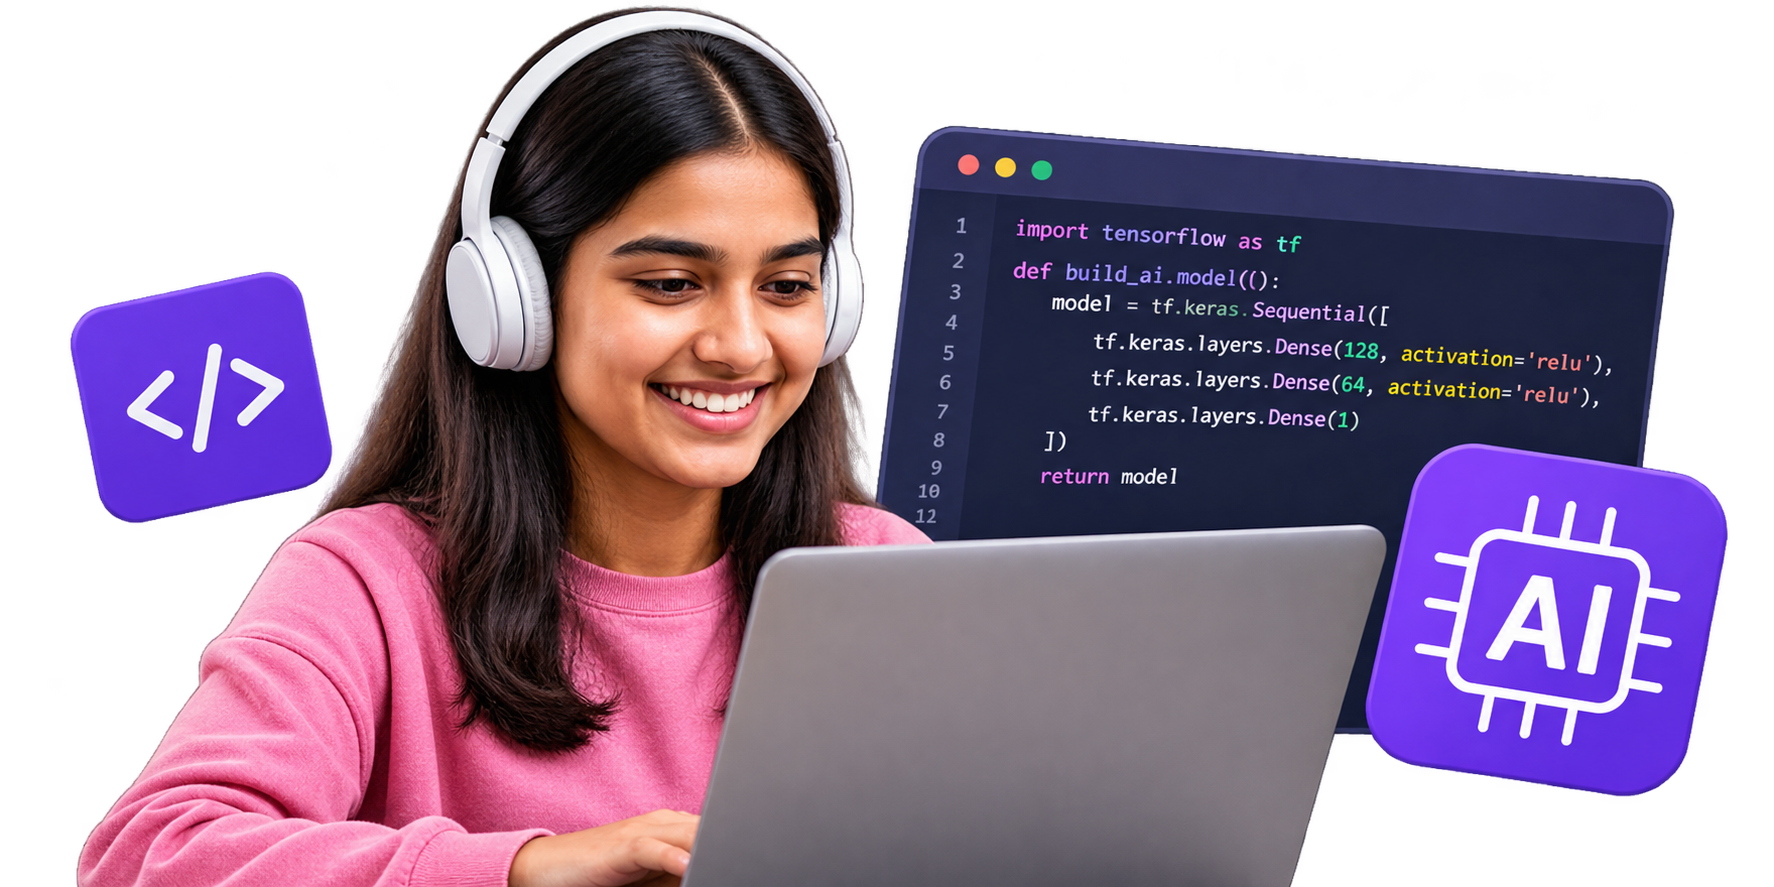 </>
1 import tensorflow as tf
2 def build_ai.model(():
3 model = tf.keras.Sequential([
4 tf.keras.layers.Dense(128, activation='relu'),
5
6 tf.keras.layers.Dense(64, activation='relu'),
7 tf.keras.layers.Dense(1)
8 ])
9 return model
10
12
AI